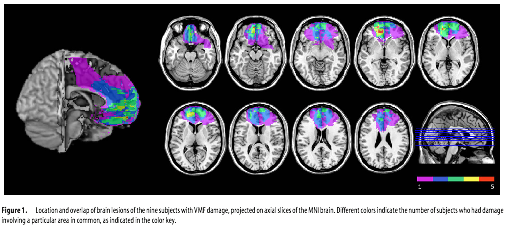 1 5
Figure 1. Location and overlap of brain lesions of the nine subjects with VMF damage, projected on axial slices of the MNI brain. Different colors indicate the number of subjects who had damage
involving a particular area in common, as indicated in the color key.